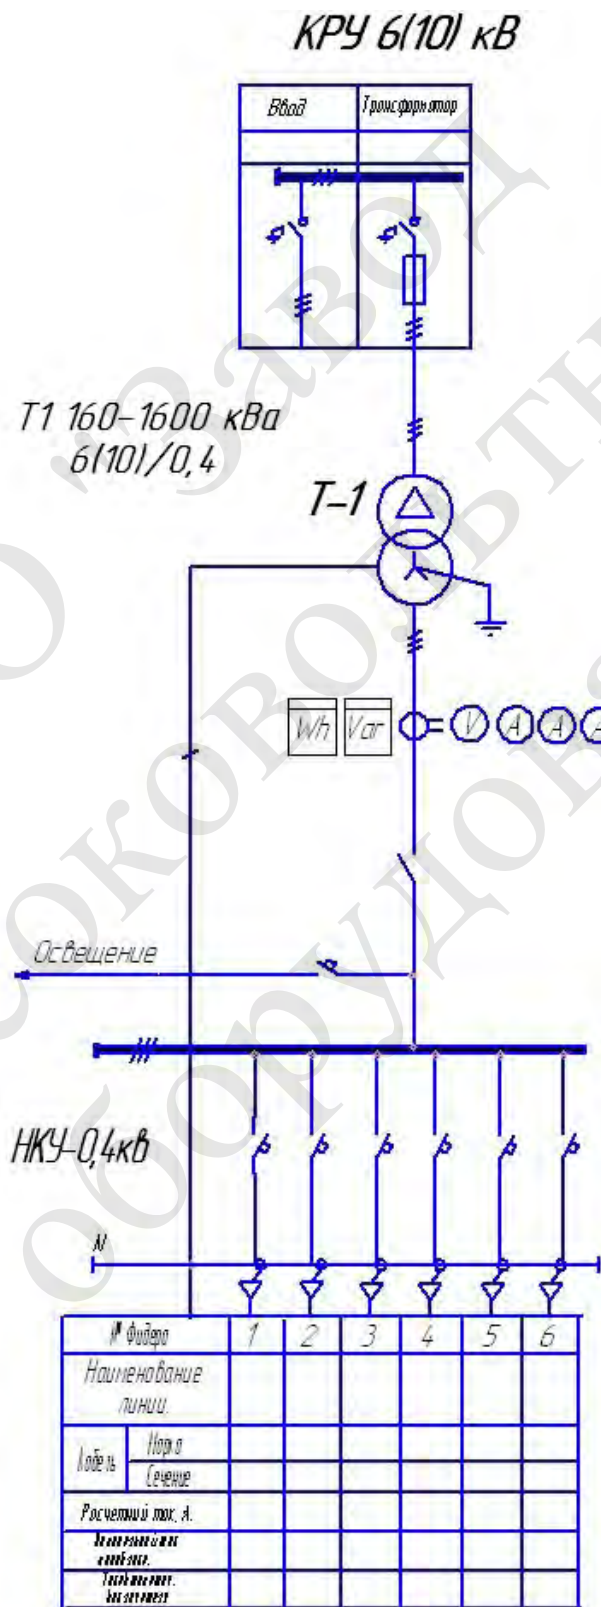 КРУ 6(10) кВ
Ввод
Трансформатор
Т1 160-1600 кВа
6(10)/0,4
Т-1
Wh
Var
V
A
A
A
Освещение
НКУ-0,4кв
N
№ Фидера
1
2
3
4
5
6
Наименование
линии.
Кабель
Марка
Сечение
Расчетный ток, А.
"Завод